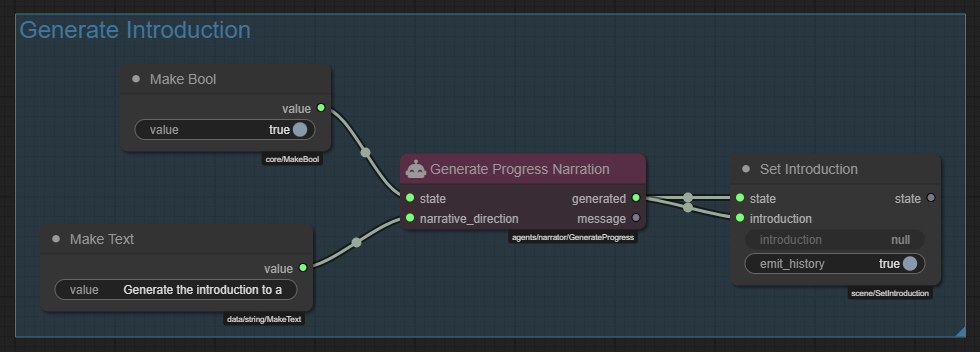 Generate Introduction
Make Bool
value
value true
core/MakeBool
Generate Progress Narration
state generated
narrative_direction message
agents/narrator/GenerateProgress
Set Introduction
state state
introduction
introduction null
emit_history true
scene/SetIntroduction
Make Text
value
value Generate the introduction to a
data/string/MakeText